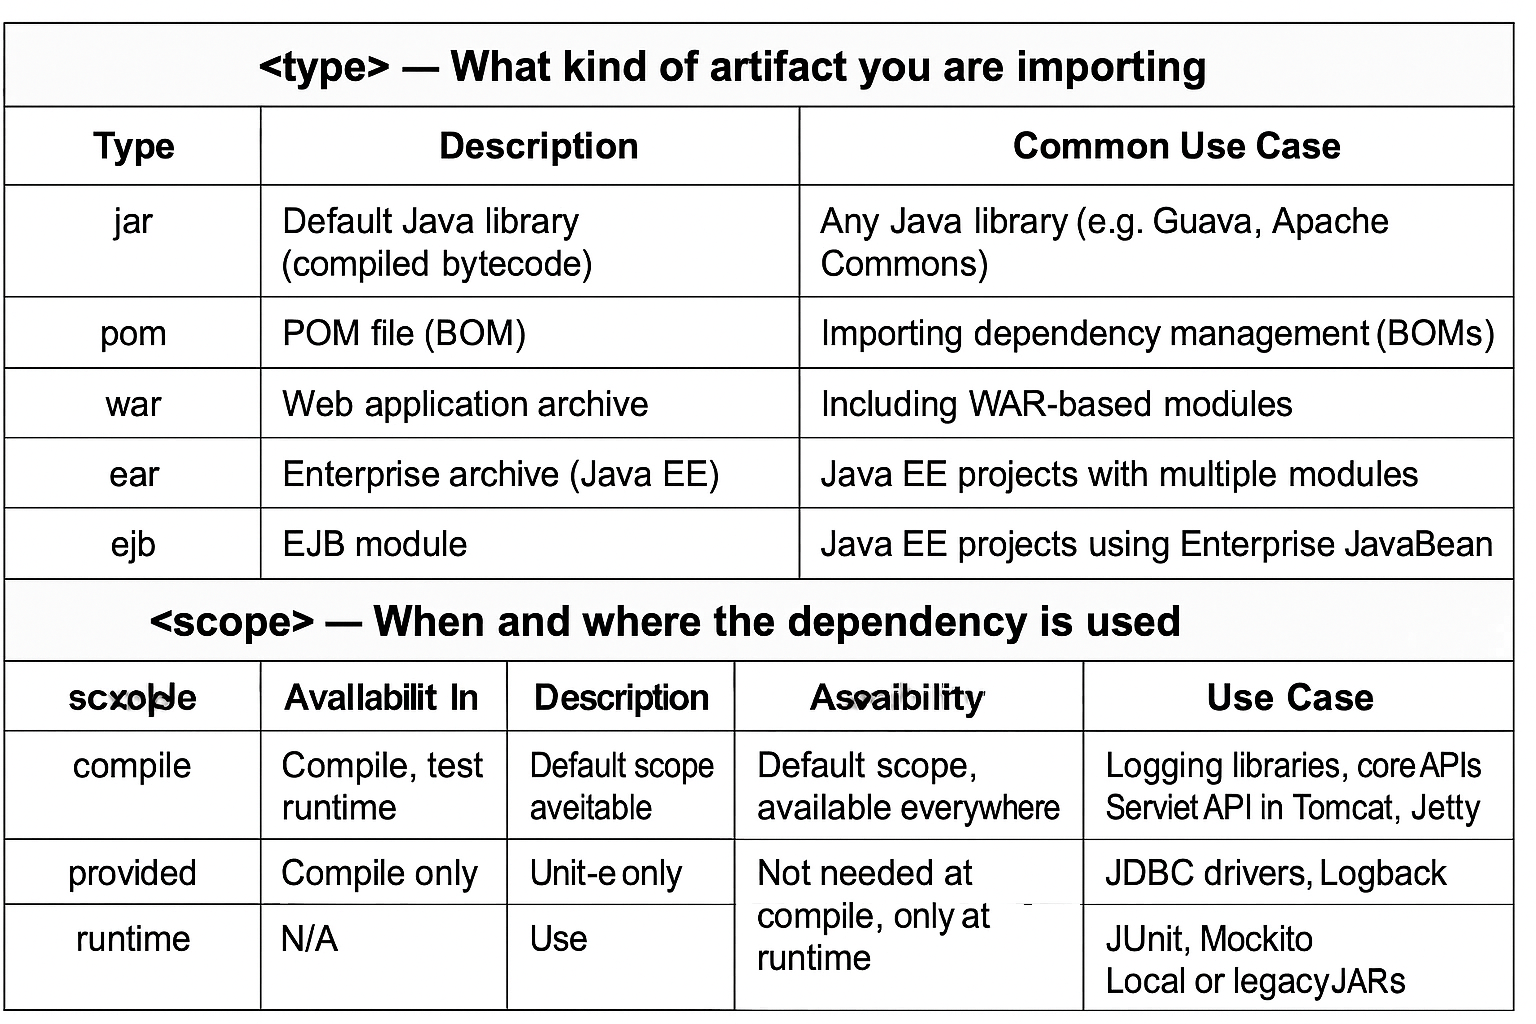 <type> — What kind of artifact you are importing
Type Description Common Use Case
jar Default Java library Any Java library (e.g. Guava, Apache
(compiled bytecode) Commons)
pom POM file (BOM) Importing dependency management (BOMs)
war Web application archive Including WAR-based modules
ear Enterprise archive (Java EE) Java EE projects with multiple modules
ejb EJB module Java EE projects using Enterprise JavaBean
<scope> — When and where the dependency is used
Avallabilit In Description Use Case
compile Compile, test Default scope Default scope, Logging libraries, core APIs
runtime aveitable available everywhere Serviet API in Tomcat, Jetty
provided Compile only Unit-e only Not needed at JDBC drivers, Logback
compile, only at
runtime N/A Use JUnit, Mockito
runtime Local or legacy JARs